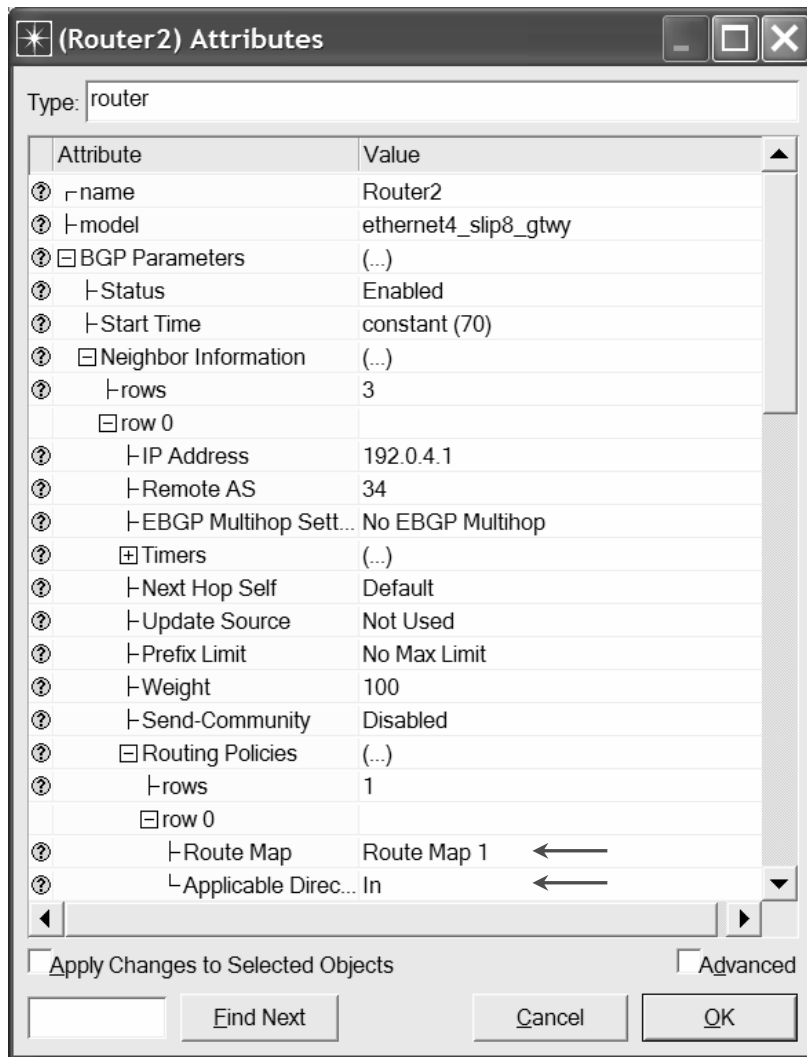 (Router2) Attributes
Type: router
Attribute Value
name Router2
model ethernet4_slip8_gtwy
BGP Parameters (...)
Status Enabled
Start Time constant (70)
Neighbor Information (...)
rows 3
row 0
IP Address 192.0.4.1
Remote AS 34
EBGP Multihop Sett... No EBGP Multihop
Timers (...)
Next Hop Self Default
Update Source Not Used
Prefix Limit No Max Limit
Weight 100
Send-Community Disabled
Routing Policies (...)
rows 1
row 0
Route Map Route Map 1
Applicable Direc... In
Apply Changes to Selected Objects Advanced
Find Next Cancel OK